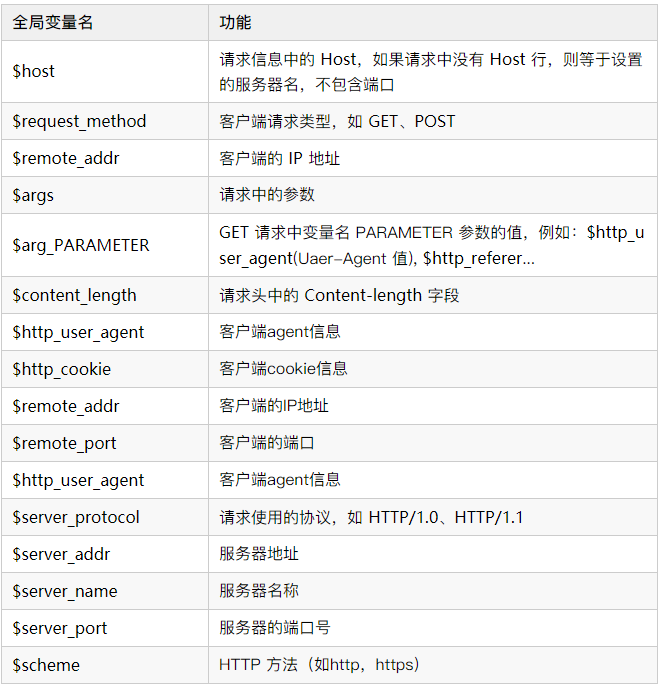 全局变量名 功能
$host 请求信息中的 Host，如果请求中没有 Host 行，则等于设置
的服务器名，不包含端口
$request_method 客户端请求类型，如 GET、POST
$remote_addr 客户端的 IP 地址
$args 请求中的参数
$arg_PARAMETER GET 请求中变量名 PARAMETER 参数的值，例如：$http_u
ser_agent(Uaer-Agent 值), $http_referer...
$content_length 请求头中的 Content-length 字段
$http_user_agent 客户端agent信息
$http_cookie 客户端cookie信息
$remote_addr 客户端的IP地址
$remote_port 客户端的端口
$http_user_agent 客户端agent信息
$server_protocol 请求使用的协议，如 HTTP/1.0、HTTP/1.1
$server_addr 服务器地址
$server_name 服务器名称
$server_port 服务器的端口号
$scheme HTTP 方法（如http，https）